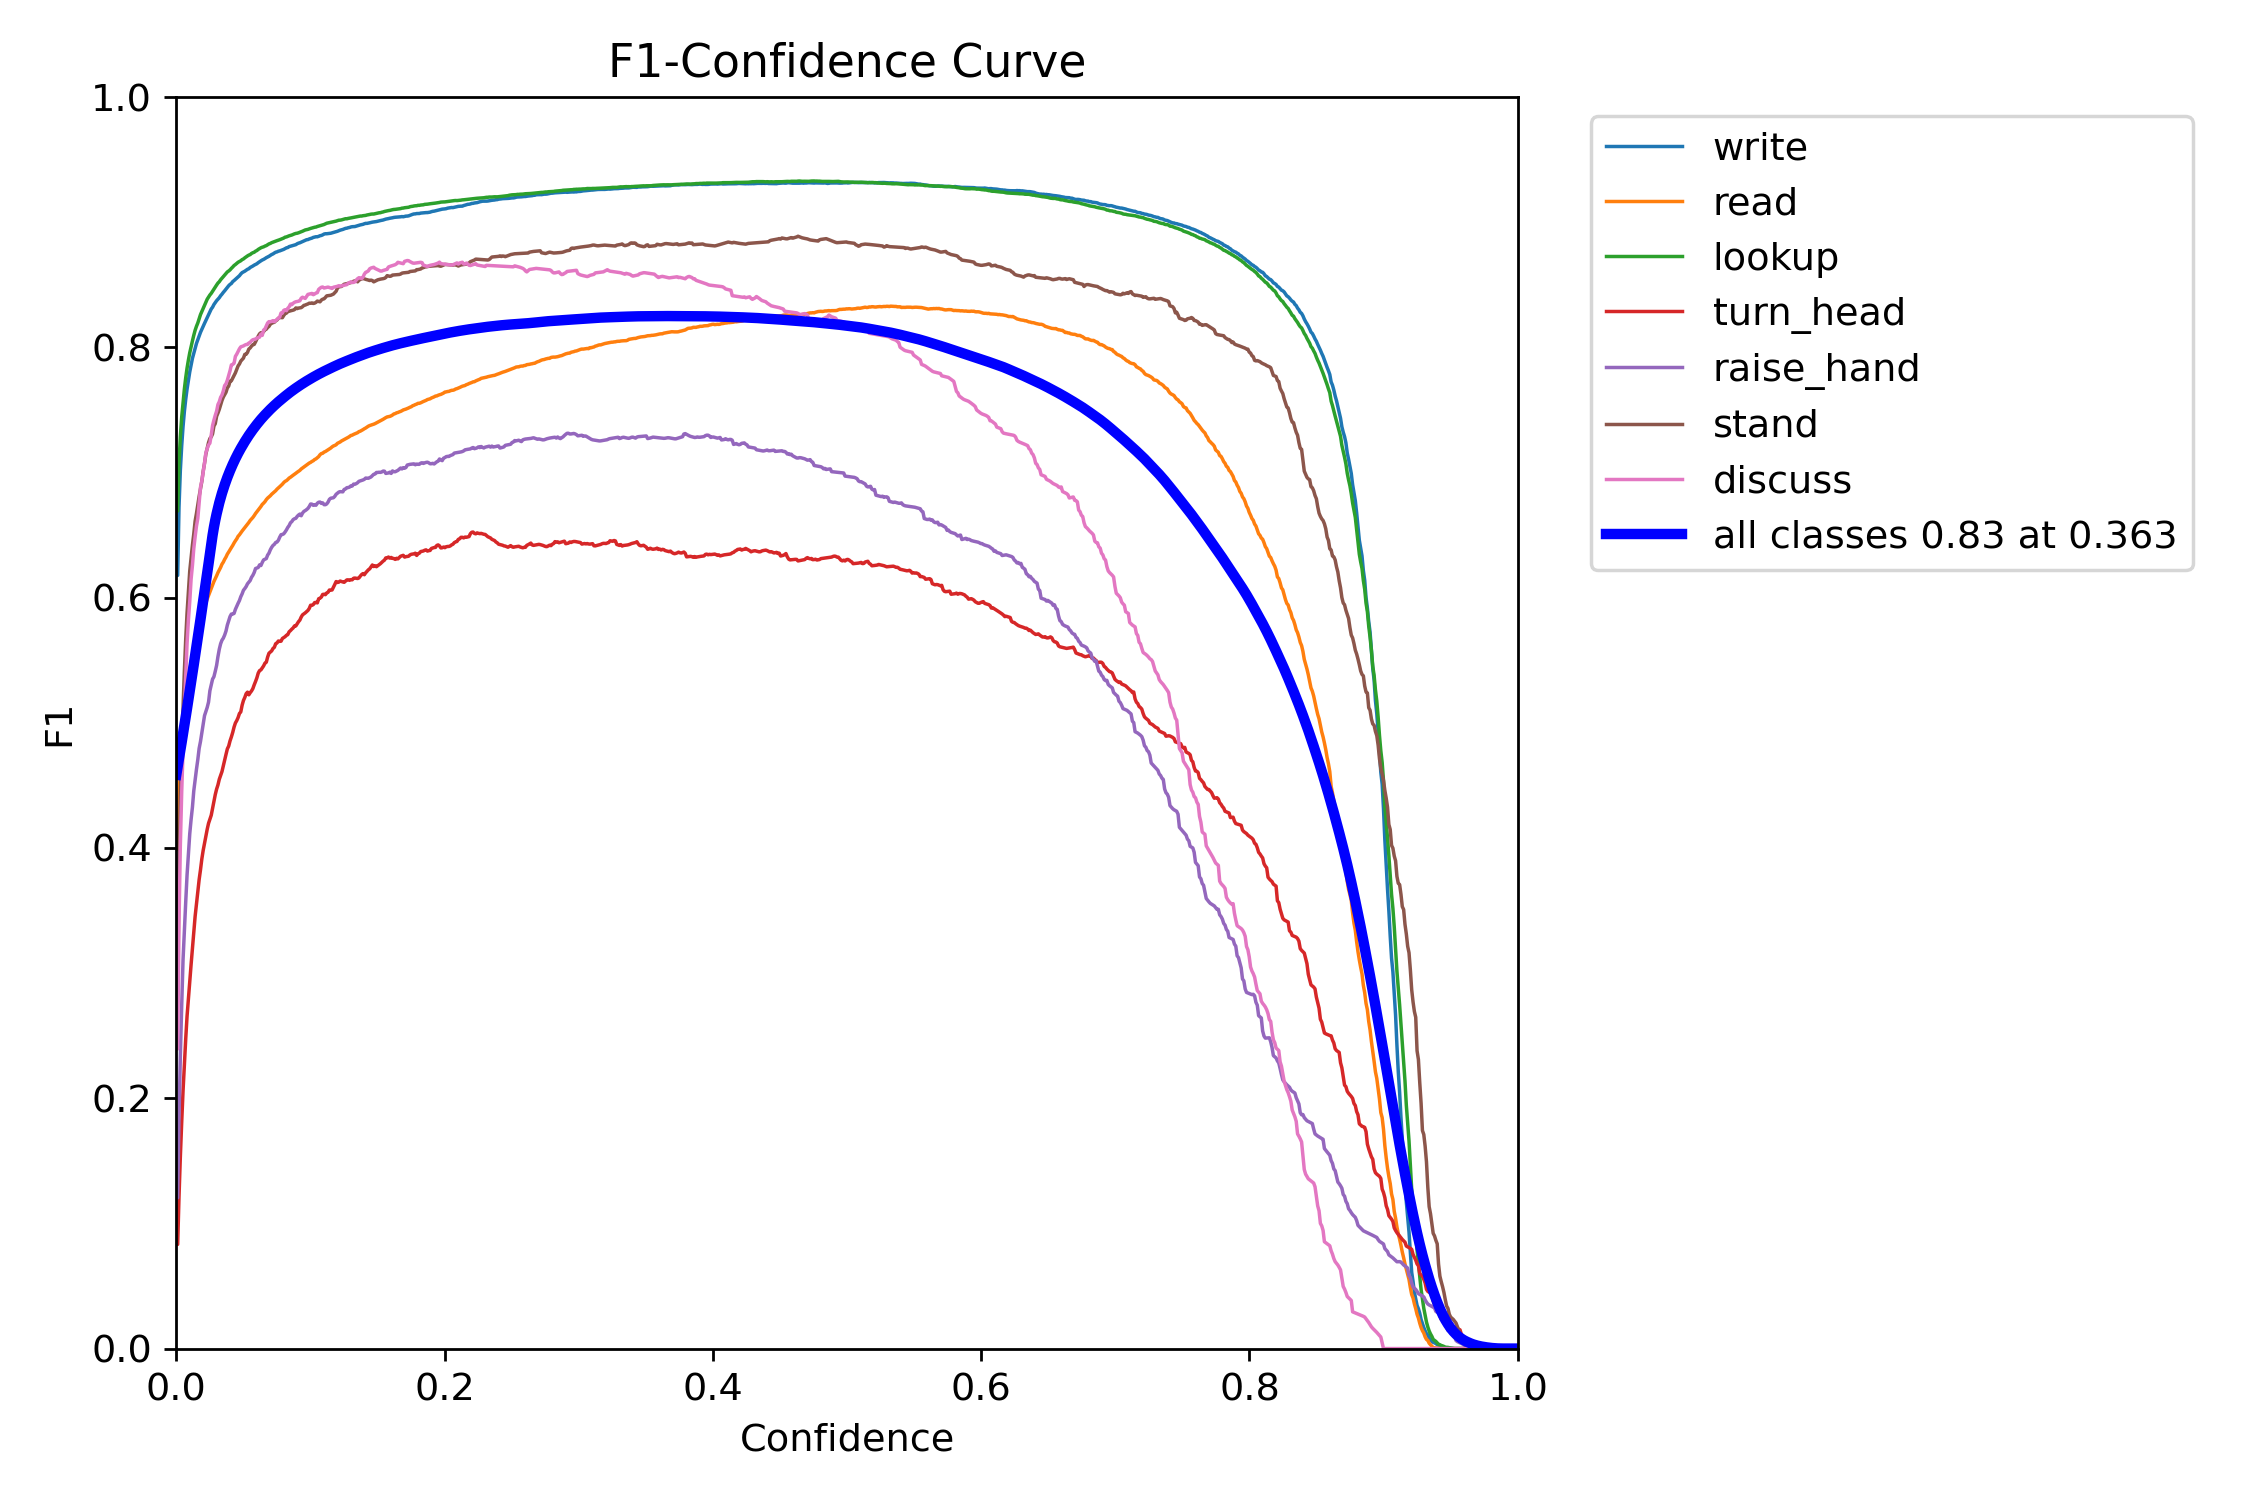 F1-Confidence Curve
1.0
0.8
0.6
0.4
0.2
0.0
F1
0.0 0.2 0.4 0.6 0.8 1.0
Confidence
write
read
lookup
turn_head
raise_hand
stand
discuss
all classes 0.83 at 0.363